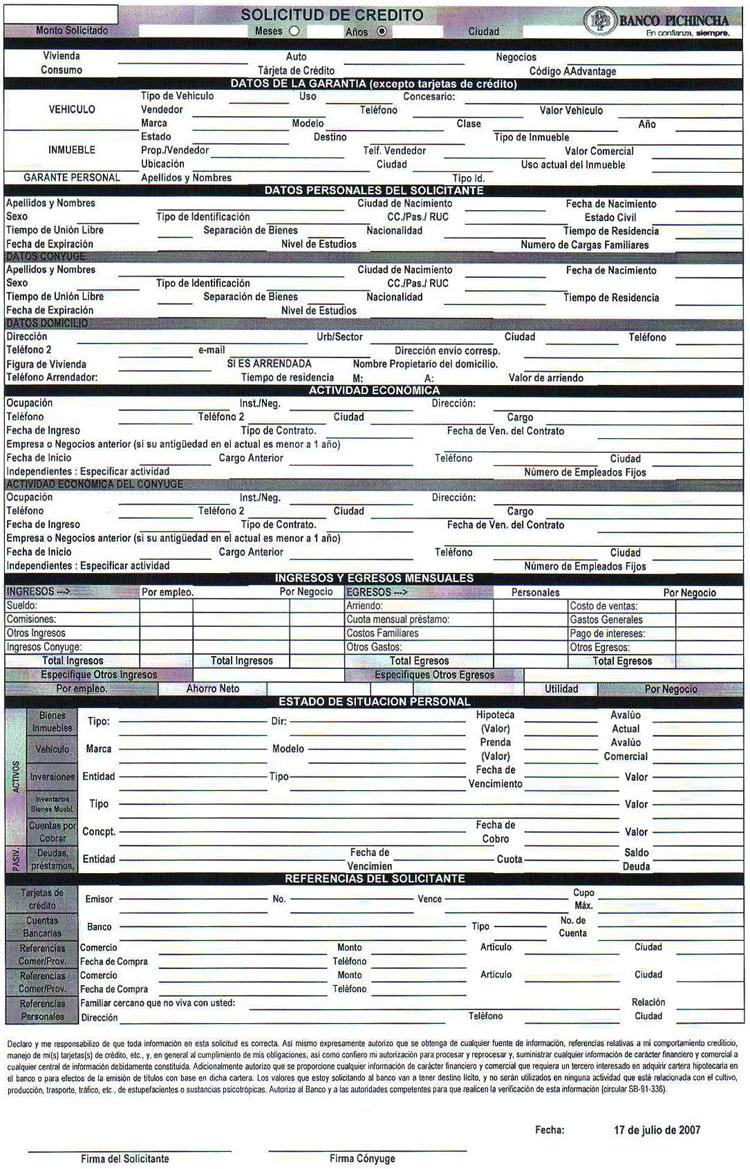 SOLICITUD DE CREDITO
BANCO PICHINCHA
En confianza, siempre.
Monto Solicitado Meses Años Ciudad
Vivienda Auto Negocios
Consumo Tárjeta de Crédito Código AAdvantage
DATOS DE LA GARANTIA (excepto tarjetas de crédito)
Tipo de Vehiculo Uso Concesario:
VEHICULO Vendedor Teléfono Valor Vehículo
Marca Modelo Clase Año
Estado Destino Tipo de Inmueble
INMUEBLE Prop./Vendedor Telf. Vendedor Valor Comercial
Ubicación Ciudad Uso actual del Inmueble
GARANTE PERSONAL Apellidos y Nombres Tipo Id.
DATOS PERSONALES DEL SOLICITANTE
Apellidos y Nombres Ciudad de Nacimiento Fecha de Nacimiento
Sexo Tipo de Identificación CC./Pas./ RUC Estado Civil
Tiempo de Unión Libre Separación de Bienes Nacionalidad Tiempo de Residencia
Fecha de Expiración Nivel de Estudios Numero de Cargas Familiares
DATOS CONYUGE
Apellidos y Nombres Ciudad de Nacimiento Fecha de Nacimiento
Sexo Tipo de Identificación CC./Pas./ RUC
Tiempo de Unión Libre Separación de Bienes Nacionalidad Tiempo de Residencia
Fecha de Expiración Nivel de Estudios
DATOS DOMICILIO
Dirección Urb/Sector Ciudad Teléfono
Teléfono 2 e-mail Dirección envio corresp.
Figura de Vivienda SI ES ARRENDADA Nombre Propietario del domicilio.
Teléfono Arrendador: Tiempo de residencia M: A: Valor de arriendo
ACTIVIDAD ECONÓMICA
Ocupación Inst./Neg. Dirección:
Teléfono Teléfono 2 Ciudad Cargo
Fecha de Ingreso Tipo de Contrato. Fecha de Ven. del Contrato
Empresa o Negocios anterior (si su antigüedad en el actual es menor a 1 año)
Fecha de Inicio Cargo Anterior Teléfono Ciudad
Independientes : Especificar actividad Número de Empleados Fijos
ACTIVIDAD ECONÓMICA DEL CONYUGE
Ocupación Inst./Neg. Dirección:
Teléfono Teléfono 2 Ciudad Cargo
Fecha de Ingreso Tipo de Contrato. Fecha de Ven. del Contrato
Empresa o Negocios anterior (si su antigüedad en el actual es menor a 1 año)
Fecha de Inicio Cargo Anterior Teléfono Ciudad
Independientes : Especificar actividad Número de Empleados Fijos
INGRESOS Y EGRESOS MENSUALES
INGRESOS ---> Por empleo. Por Negocio EGRESOS ---> Personales Por Negocio
Sueldo: Arriendo: Costo de ventas:
Comisiones: Cuota mensual préstamo: Gastos Generales
Otros Ingresos Costos Familiares Pago de intereses:
Ingresos Conyuge: Otros Gastos: Otros Egresos:
Total Ingresos Total Ingresos Total Egresos Total Egresos
Especifique Otros Ingresos Especifiques Otros Egresos
Por empleo. Ahorro Neto Utilidad Por Negocio
ESTADO DE SITUACION PERSONAL
ACTIVOS
Bienes Inmuebles Tipo: Dir: Hipoteca (Valor) Avalúo Actual
Vehículo Marca Modelo Prenda (Valor) Avalúo Comercial
Inversiones Entidad Tipo Fecha de Vencimiento Valor
Inventarios Bienes Muebl. Tipo Valor
Cuentas por Cobrar Concpt. Fecha de Cobro Valor
PASIV. Deudas, préstamos, Entidad Fecha de Vencimien Cuota Saldo Deuda
REFERENCIAS DEL SOLICITANTE
Tarjetas de crédito Emisor No. Vence Cupo Máx.
Cuentas Bancarias Banco Tipo No. de Cuenta
Referencias Comercio Monto Articulo Ciudad
Comer/Prov. Fecha de Compra Teléfono
Referencias Comercio Monto Articulo Ciudad
Comer/Prov. Fecha de Compra Teléfono
Referencias Familiar cercano que no viva con usted: Relación
Personales Dirección Teléfono Ciudad
Declaro y me responsabilizo de que toda información en esta solicitud es correcta. Asi mismo expresamente autorizo que se obtenga de cualquier fuente de información, referencias relativas a mi comportamiento crediticio,
manejo de mi(s) tarjetas(s) de crédito, etc., y, en general al cumplimiento de mis obligaciones, asi como confiero mi autorización para procesar y reprocesar y, suministrar cualquier información de carácter financiero y comercial a
cualquier central de información debidamente constituida. Adicionalmente autorizo que se proporcione cualquier información de carácter financiero y comercial que requiera un tercero interesado en adquirir cartera hipotecaria en
el banco o para efectos de la emisión de títulos con base en dicha cartera. Los valores que estoy solicitando al banco van a tener destino lícito, y no serán utilizados en ninguna actividad que esté relacionada con el cultivo,
producción, trasporte, tráfico, etc., de estupefacientes o sustancias psicotrópicas. Autorizo al Banco y a las autoridades competentes para que realicen la verificación de esta información (circular SB-91-336).
Fecha: 17 de julio de 2007
Firma del Solicitante Firma Cónyuge